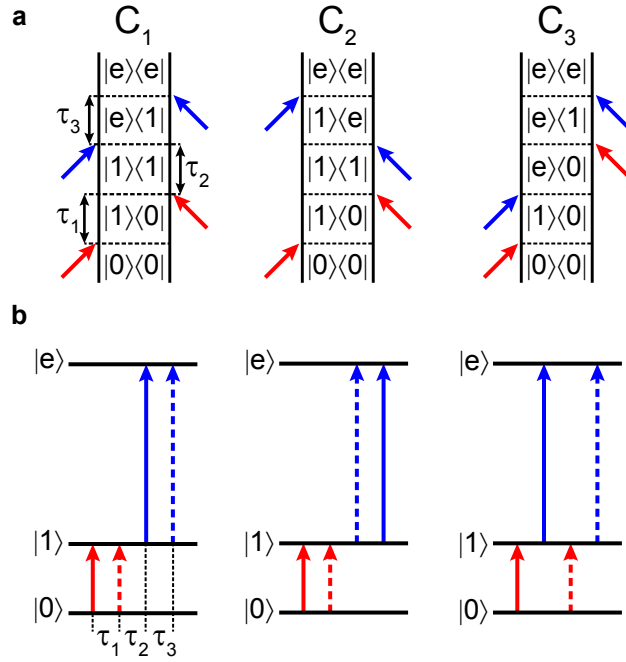 a
C1 C2 C3
|e⟩⟨e| |e⟩⟨e| |e⟩⟨e|
τ3 |e⟩⟨1| |1⟩⟨e| |e⟩⟨1|
|1⟩⟨1| τ2 |1⟩⟨1| |e⟩⟨0|
τ1 |1⟩⟨0| |1⟩⟨0| |1⟩⟨0|
|0⟩⟨0| |0⟩⟨0| |0⟩⟨0|
b
|e⟩ |e⟩ |e⟩
|1⟩ |1⟩ |1⟩
|0⟩ |0⟩ |0⟩
τ1 τ2 τ3